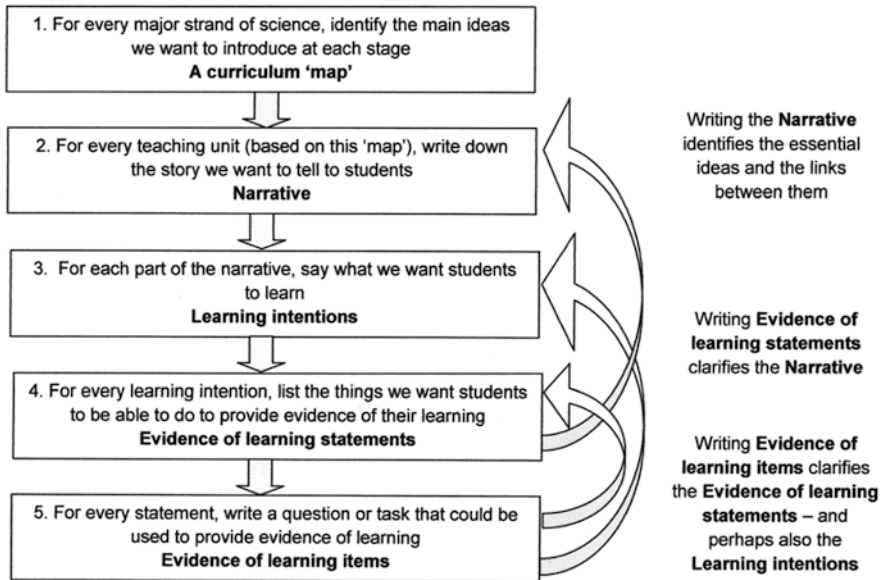 1. For every major strand of science, identify the main ideas
we want to introduce at each stage
A curriculum ‘map’
2. For every teaching unit (based on this ‘map’), write down
the story we want to tell to students
Narrative
3. For each part of the narrative, say what we want students
to learn
Learning intentions
4. For every learning intention, list the things we want students
to be able to do to provide evidence of their learning
Evidence of learning statements
5. For every statement, write a question or task that could be
used to provide evidence of learning
Evidence of learning items
Writing the Narrative
identifies the essential
ideas and the links
between them
Writing Evidence of
learning statements
clarifies the Narrative
Writing Evidence of
learning items clarifies
the Evidence of learning
statements – and
perhaps also the
Learning intentions